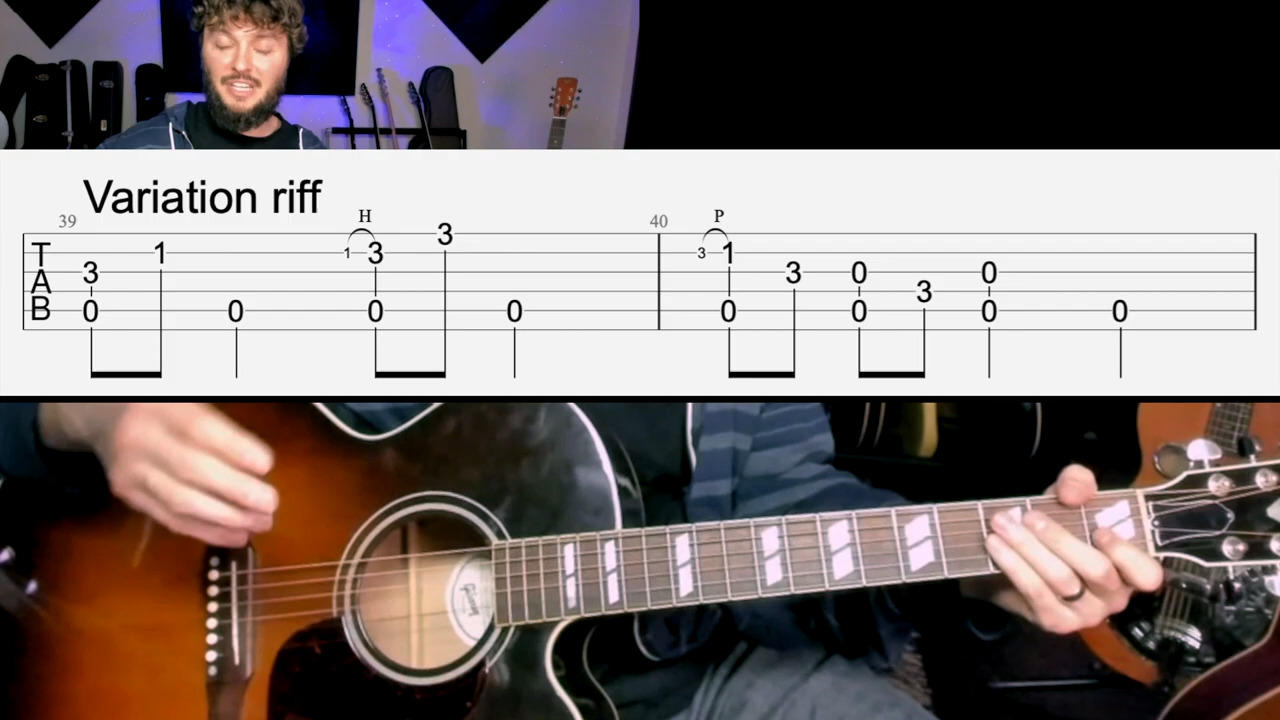 Variation riff
39 H 40 P
3
T 1 1 3 3 1
3 3 0 0
A 3
B 0 0 0 0 0 0 0 0
Gibson